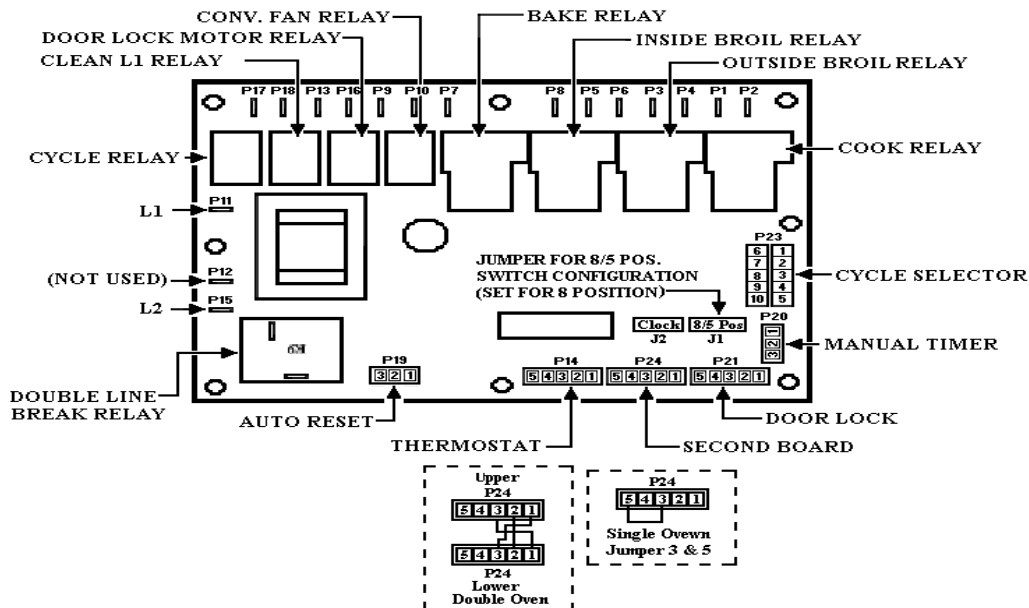 CONV. FAN RELAY
BAKE RELAY
DOOR LOCK MOTOR RELAY
INSIDE BROIL RELAY
CLEAN L1 RELAY
OUTSIDE BROIL RELAY
P17 P18 P13 P16 P9 P10 P7 P8 P5 P6 P3 P4 P1 P2
CYCLE RELAY
COOK RELAY
P11
L1
P23
6 1
7 2
8 3
9 4
10 5
CYCLE SELECTOR
JUMPER FOR 8/5 POS.
SWITCH CONFIGURATION
(SET FOR 8 POSITION)
P12
(NOT USED)
P15
L2
Clock
J2
8/5 Pos
J1
P20
1
2
3
MANUAL TIMER
DOUBLE LINE
BREAK RELAY
P19
3 2 1
AUTO RESET
P14
5 4 3 2 1
P24
5 4 3 2 1
P21
5 4 3 2 1
DOOR LOCK
THERMOSTAT
SECOND BOARD
Upper
P24
5 4 3 2 1
5 4 3 2 1
P24
Lower
Double Oven
P24
5 4 3 2 1
Single Ovewn
Jumper 3 & 5